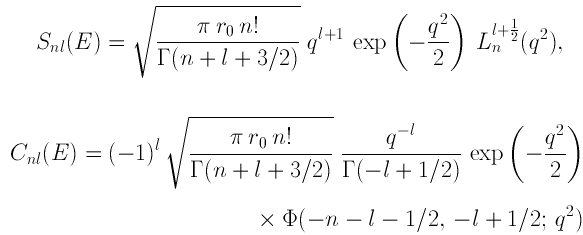 S_{nl}(E) = \sqrt{\frac{\pi r_0 n!}{\Gamma(n+l+3/2)}} q^{l+1} \exp\left(-\frac{q^2}{2}\right) L_n^{l+\frac{1}{2}}(q^2),
C_{nl}(E) = (-1)^l \sqrt{\frac{\pi r_0 n!}{\Gamma(n+l+3/2)}} \frac{q^{-l}}{\Gamma(-l+1/2)} \exp\left(-\frac{q^2}{2}\right)
\times \Phi(-n-l-1/2, -l+1/2; q^2)